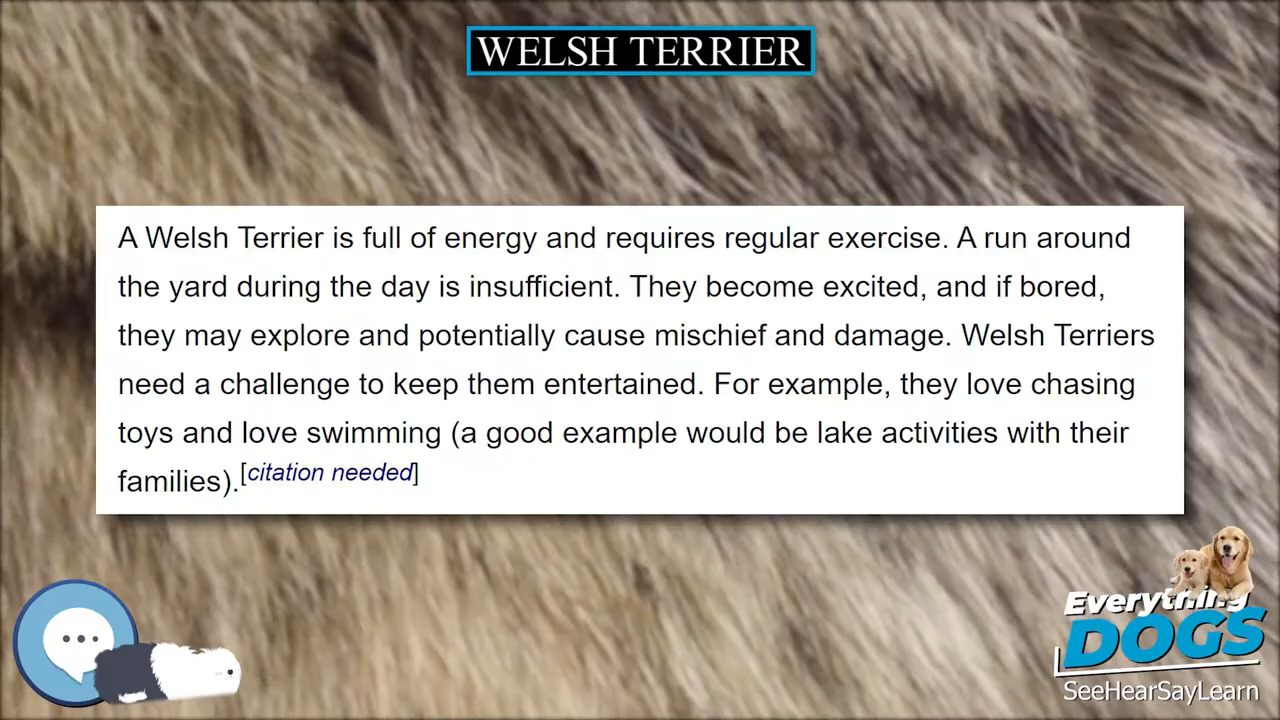 WELSH TERRIER
A Welsh Terrier is full of energy and requires regular exercise. A run around
the yard during the day is insufficient. They become excited, and if bored,
they may explore and potentially cause mischief and damage. Welsh Terriers
need a challenge to keep them entertained. For example, they love chasing
toys and love swimming (a good example would be lake activities with their
families).[citation needed]
Everything
DOGS
SeeHearSayLearn